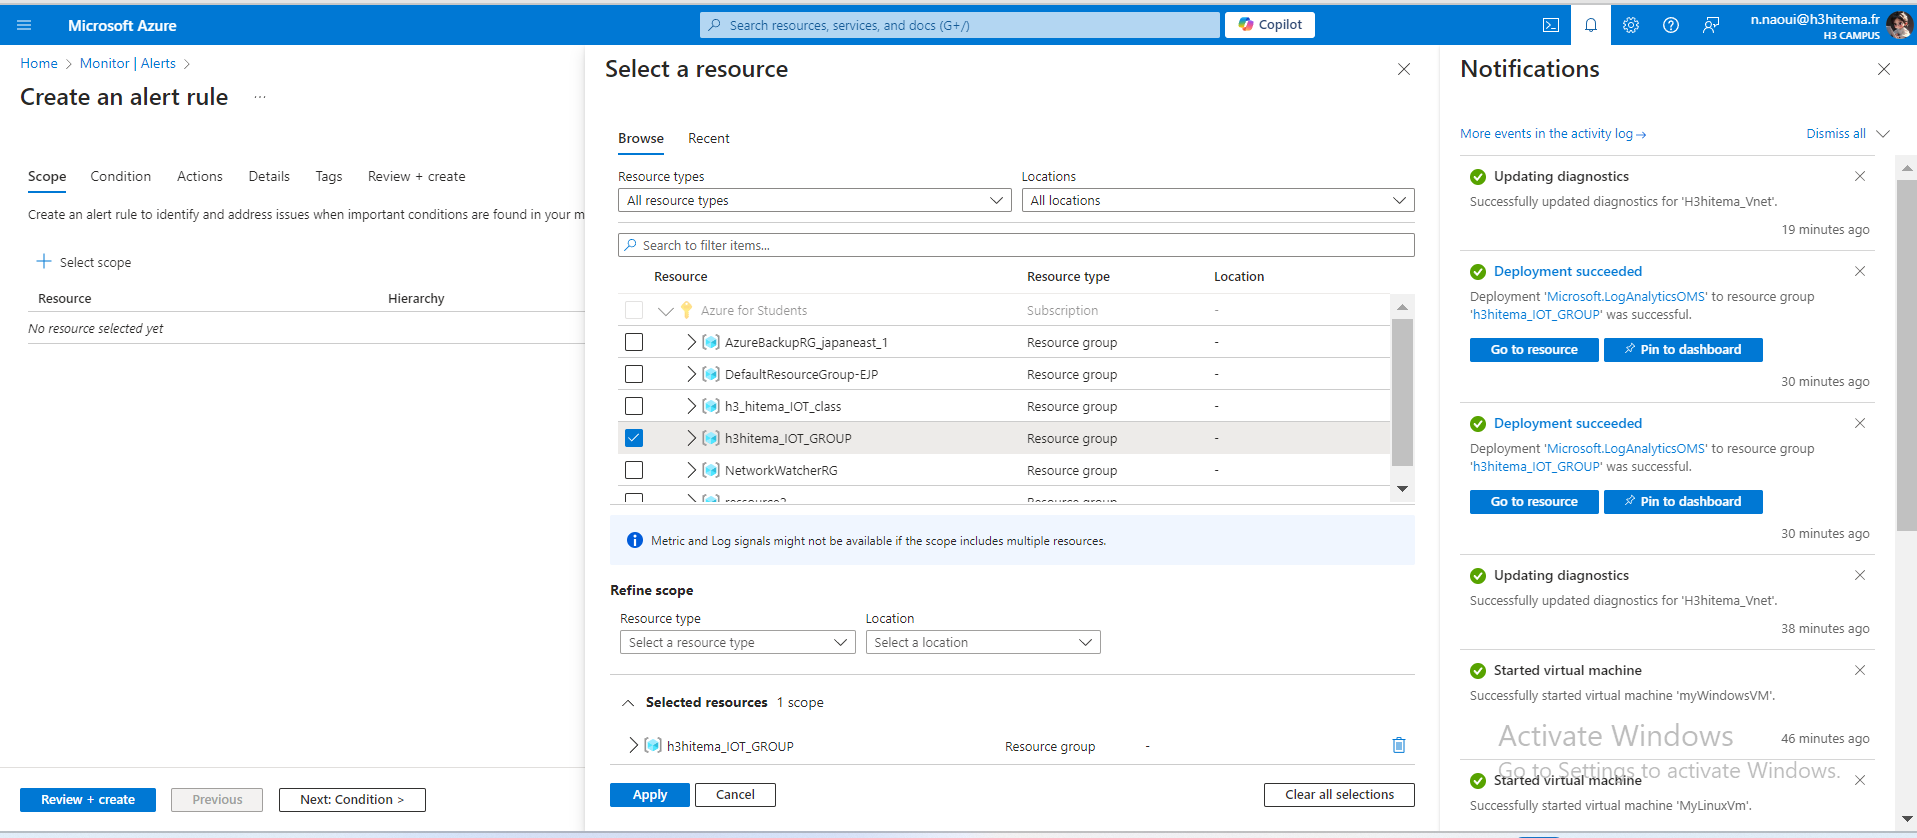 Microsoft Azure
Search resources, services, and docs (G+/)
Copilot
n.naoui@h3hitema.fr
H3 CAMPUS
Home > Monitor | Alerts >
Create an alert rule ...
Scope Condition Actions Details Tags Review + create
Create an alert rule to identify and address issues when important conditions are found in your m
+ Select scope
Resource Hierarchy
No resource selected yet
Review + create Previous Next: Condition >
Select a resource
Browse Recent
Resource types Locations
All resource types All locations
Search to filter items...
Resource Resource type Location
Azure for Students Subscription -
AzureBackupRG_japaneast_1 Resource group -
DefaultResourceGroup-EJP Resource group -
h3_hitema_IOT_class Resource group -
h3hitema_IOT_GROUP Resource group -
NetworkWatcherRG Resource group -
ressource2 Resource group -
Metric and Log signals might not be available if the scope includes multiple resources.
Refine scope
Resource type Location
Select a resource type Select a location
Selected resources 1 scope
h3hitema_IOT_GROUP Resource group -
Apply Cancel Clear all selections
Notifications
More events in the activity log → Dismiss all
Updating diagnostics
Successfully updated diagnostics for 'H3hitema_Vnet'.
19 minutes ago
Deployment succeeded
Deployment 'Microsoft.LogAnalyticsOMS' to resource group
'h3hitema_IOT_GROUP' was successful.
Go to resource Pin to dashboard
30 minutes ago
Deployment succeeded
Deployment 'Microsoft.LogAnalyticsOMS' to resource group
'h3hitema_IOT_GROUP' was successful.
Go to resource Pin to dashboard
30 minutes ago
Updating diagnostics
Successfully updated diagnostics for 'H3hitema_Vnet'.
38 minutes ago
Started virtual machine
Successfully started virtual machine 'myWindowsVM'.
46 minutes ago
Activate Windows
Go to Settings to activate Windows.
Started virtual machine
Successfully started virtual machine 'MyLinuxVm'.